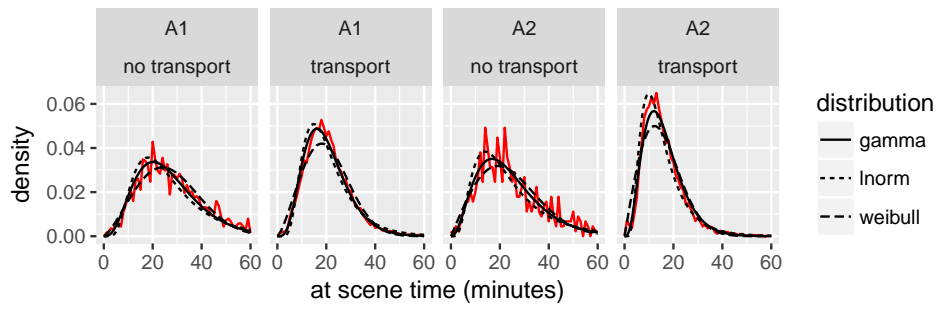 A1 A1 A2 A2
no transport transport no transport transport
distribution
gamma
lnorm
weibull
density
0.06
0.04
0.02
0.00
0 20 40 60 0 20 40 60 0 20 40 60 0 20 40 60
at scene time (minutes)